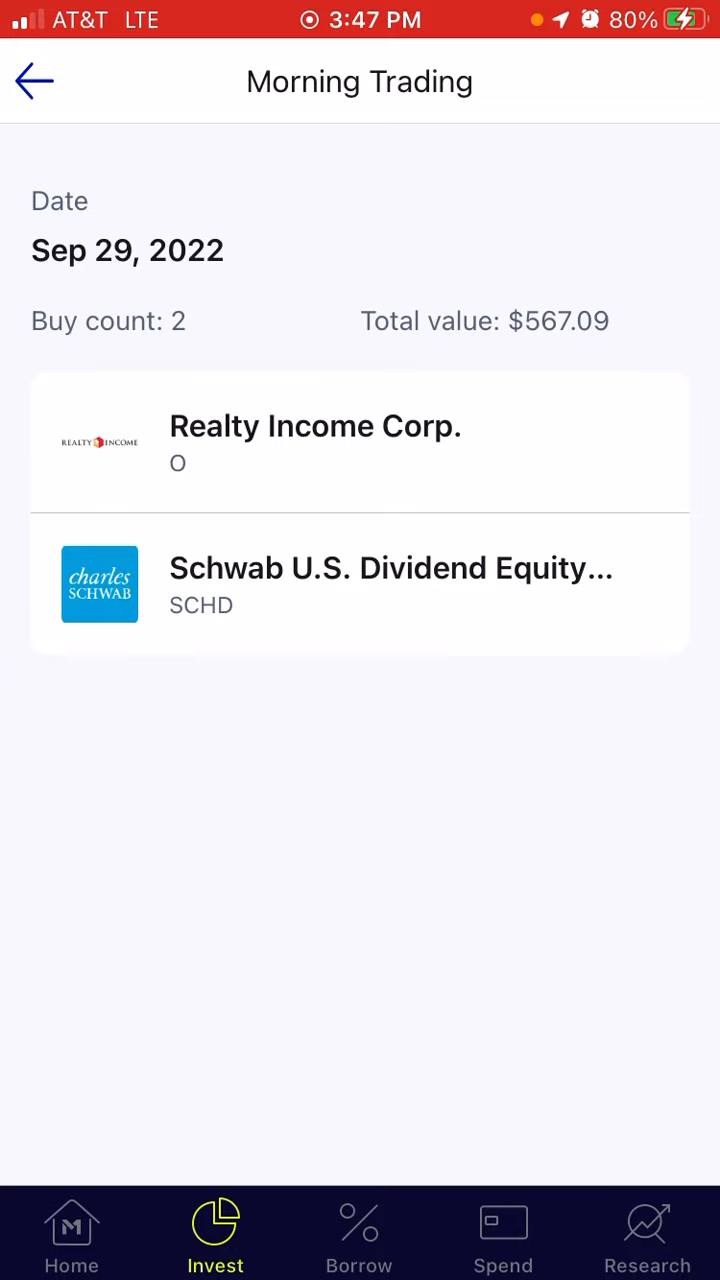 AT&T LTE 3:47 PM 80%
Morning Trading
Date
Sep 29, 2022
Buy count: 2 Total value: $567.09
REALTY INCOME
Realty Income Corp.
O
charles
SCHWAB
Schwab U.S. Dividend Equity...
SCHD
M
Home Invest Borrow Spend Research